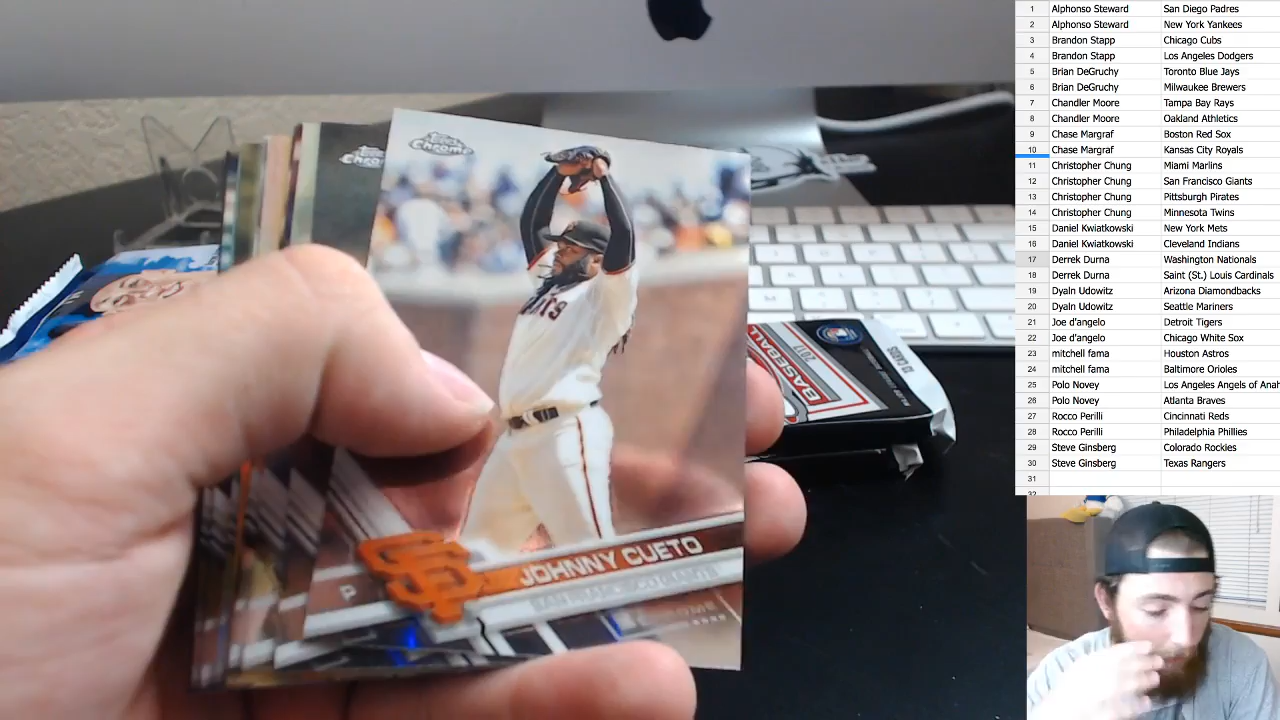 1 Alphonso Steward San Diego Padres
2 Alphonso Steward New York Yankees
3 Brandon Stapp Chicago Cubs
4 Brandon Stapp Los Angeles Dodgers
5 Brian DeGruchy Toronto Blue Jays
6 Brian DeGruchy Milwaukee Brewers
7 Chandler Moore Tampa Bay Rays
8 Chandler Moore Oakland Athletics
9 Chase Margraf Boston Red Sox
10 Chase Margraf Kansas City Royals
11 Christopher Chung Miami Marlins
12 Christopher Chung San Francisco Giants
13 Christopher Chung Pittsburgh Pirates
14 Christopher Chung Minnesota Twins
15 Daniel Kwiatkowski New York Mets
16 Daniel Kwiatkowski Cleveland Indians
17 Derrek Durna Washington Nationals
18 Derrek Durna Saint (St.) Louis Cardinals
19 Dyaln Udowitz Arizona Diamondbacks
20 Dyaln Udowitz Seattle Mariners
21 Joe d'angelo Detroit Tigers
22 Joe d'angelo Chicago White Sox
23 mitchell fama Houston Astros
24 mitchell fama Baltimore Orioles
25 Polo Novey Los Angeles Angels of Ana
26 Polo Novey Atlanta Braves
27 Rocco Perilli Cincinnati Reds
28 Rocco Perilli Philadelphia Phillies
29 Steve Ginsberg Colorado Rockies
30 Steve Ginsberg Texas Rangers
31
32
Topps Chrome
Chrome
SF
P
JOHNNY CUETO
2017
BASEBALL